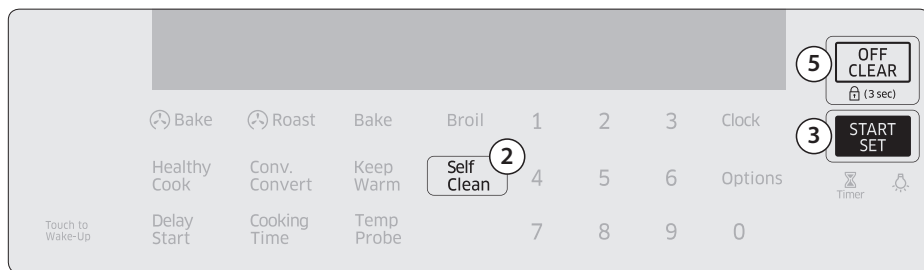 5 OFF
CLEAR
(3 sec)
Bake Roast Bake Broil 1 2 3 Clock
3 START
SET
2
Healthy
Cook
Conv.
Convert
Keep
Warm
Self
Clean
4 5 6 Options
Timer
Touch to
Wake-Up
Delay
Start
Cooking
Time
Temp
Probe
7 8 9 0